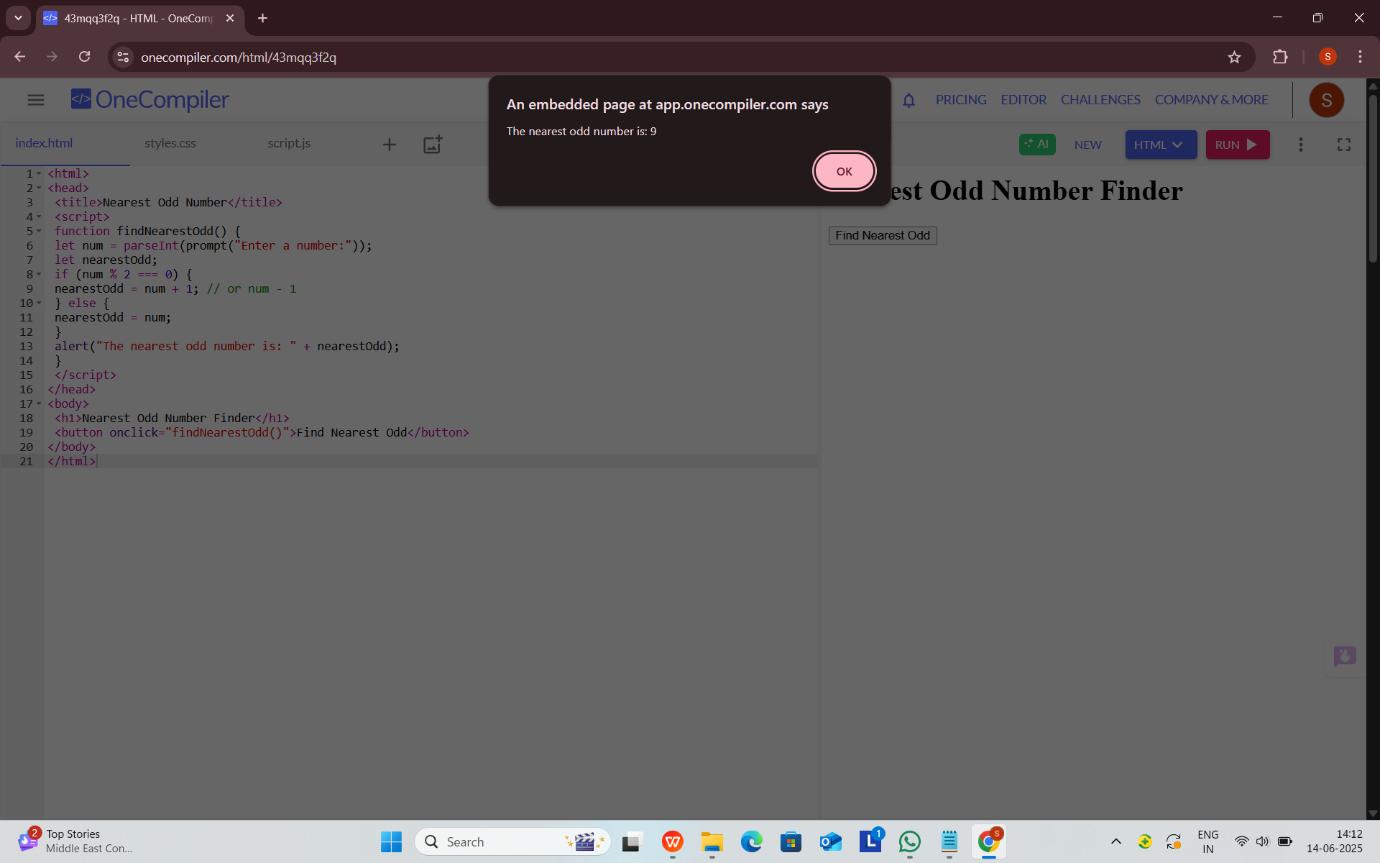 43mqq3f2q - HTML - OneComp
onecompiler.com/html/43mqq3f2q
S
OneCompiler
PRICING EDITOR CHALLENGES COMPANY & MORE S
An embedded page at app.onecompiler.com says
The nearest odd number is: 9
OK
index.html styles.css script.js
AI NEW HTML RUN
1 <html>
2 <head>
3 <title>Nearest Odd Number</title>
4 <script>
5 function findNearestOdd() {
6 let num = parseInt(prompt("Enter a number:"));
7 let nearestOdd;
8 if (num % 2 === 0) {
9 nearestOdd = num + 1; // or num - 1
10 } else {
11 nearestOdd = num;
12 }
13 alert("The nearest odd number is: " + nearestOdd);
14 }
15 </script>
16 </head>
17 <body>
18 <h1>Nearest Odd Number Finder</h1>
19 <button onclick="findNearestOdd()">Find Nearest Odd</button>
20 </body>
21 </html>
est Odd Number Finder
Find Nearest Odd
2
Top Stories
Middle East Con...
Search
W
L
1
S
ENG
IN
14:12
14-06-2025